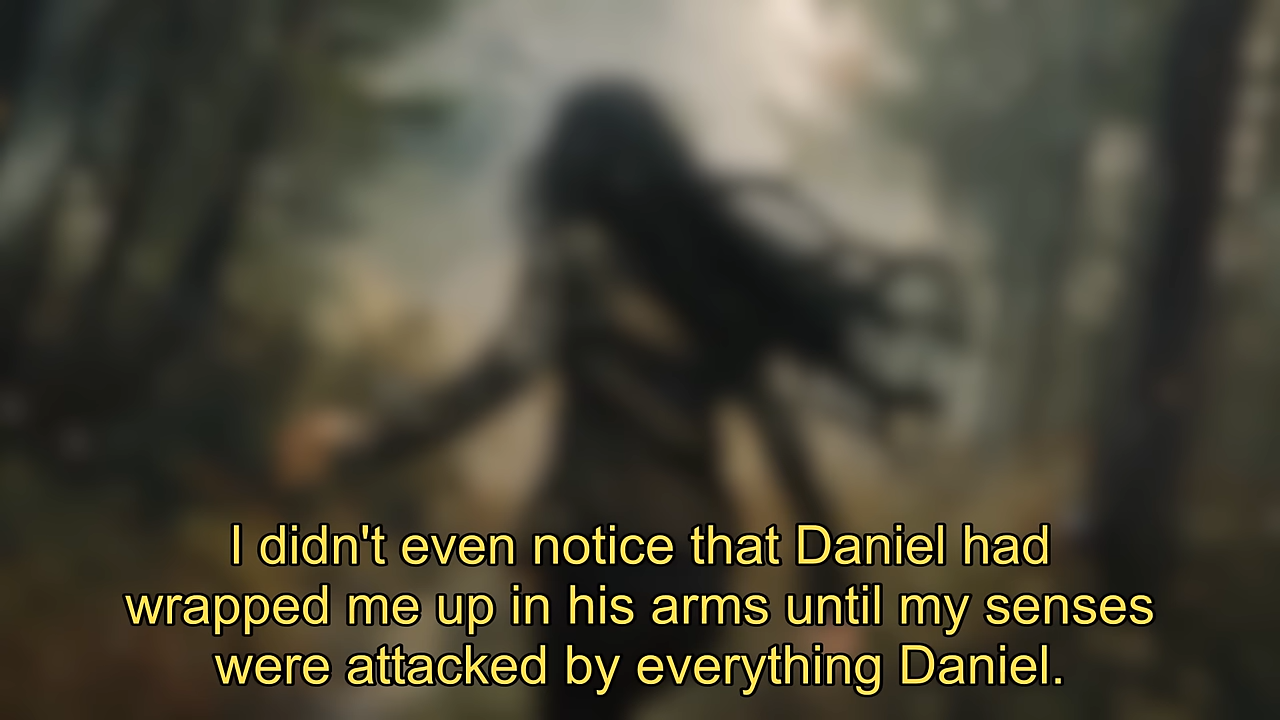 I didn't even notice that Daniel had
wrapped me up in his arms until my senses
were attacked by everything Daniel.